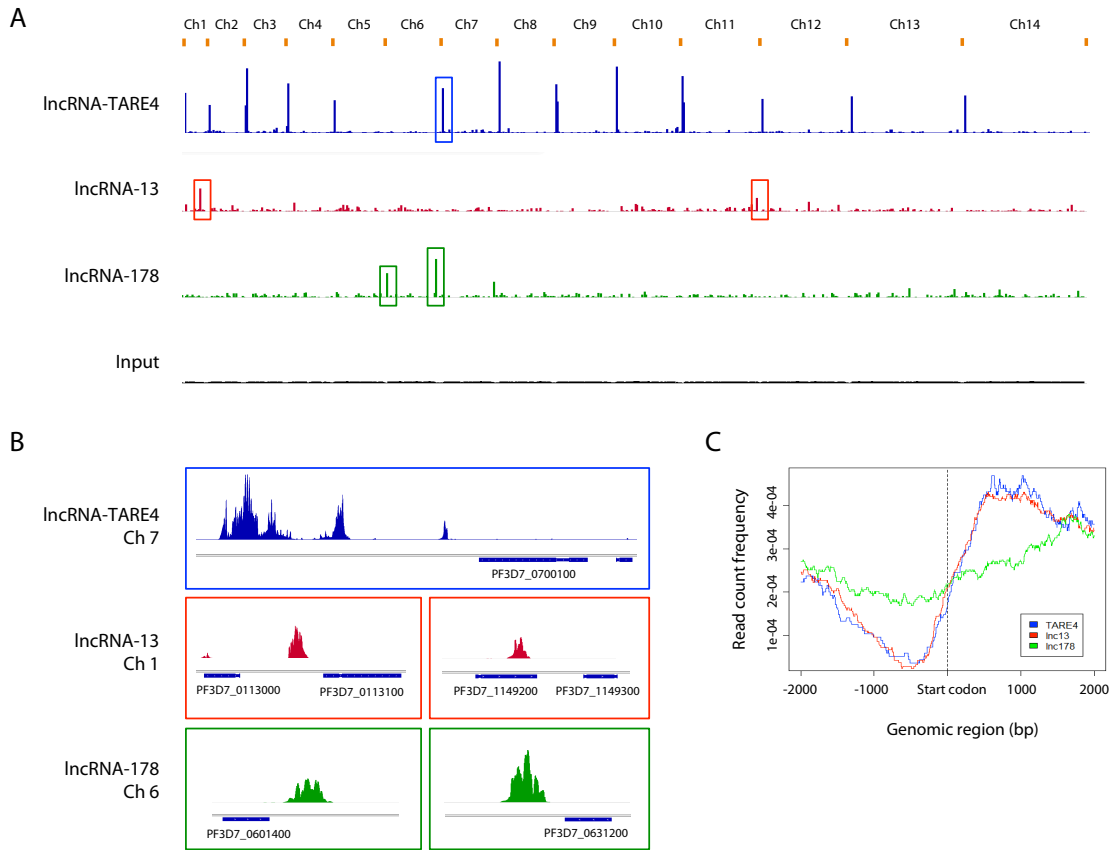 A
Ch1 Ch2 Ch3 Ch4 Ch5 Ch6 Ch7 Ch8 Ch9 Ch10 Ch11 Ch12 Ch13 Ch14
lncRNA-TARE4
lncRNA-13
lncRNA-178
Input
B
lncRNA-TARE4
Ch 7
PF3D7_0700100
lncRNA-13
Ch 1
PF3D7_0113000
PF3D7_0113100
PF3D7_1149200
PF3D7_1149300
lncRNA-178
Ch 6
PF3D7_0601400
PF3D7_0631200
C
Read count frequency
4e-04
3e-04
2e-04
1e-04
TARE4
lnc13
lnc178
-2000 -1000 Start codon 1000 2000
Genomic region (bp)